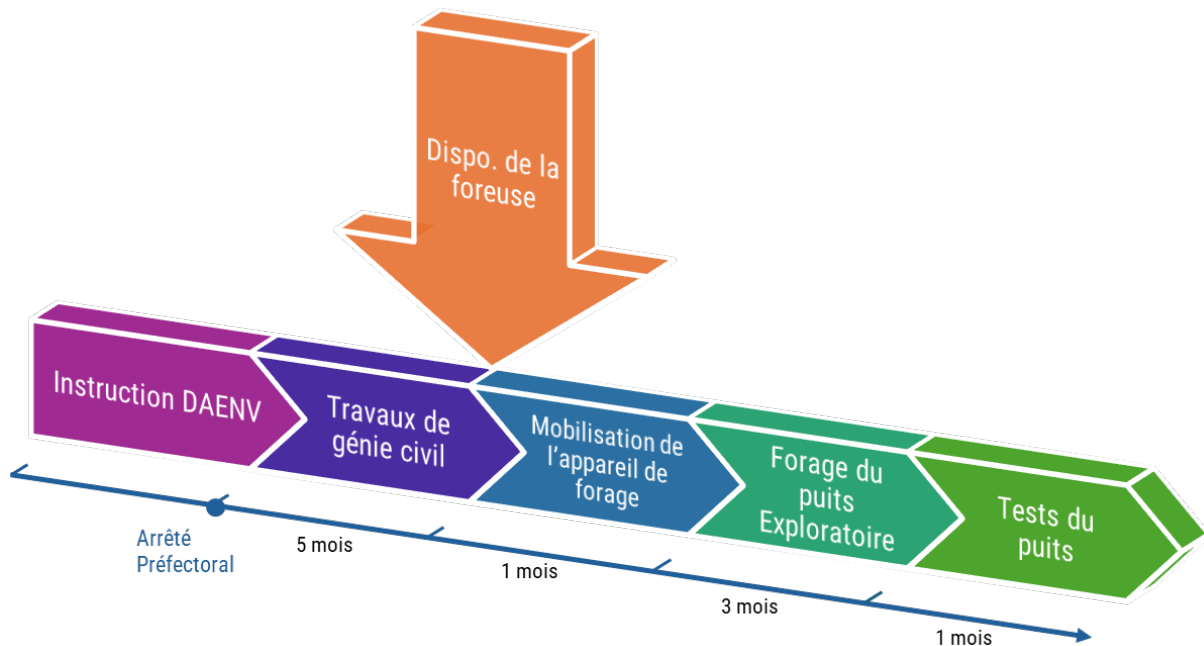 Dispo. de la
foreuse
Instruction DAENV
Travaux de
génie civil
Mobilisation de
l'appareil de
forage
Forage du
puits
Exploratoire
Tests du
puits
Arrêté
Préfectoral
5 mois
1 mois
3 mois
1 mois